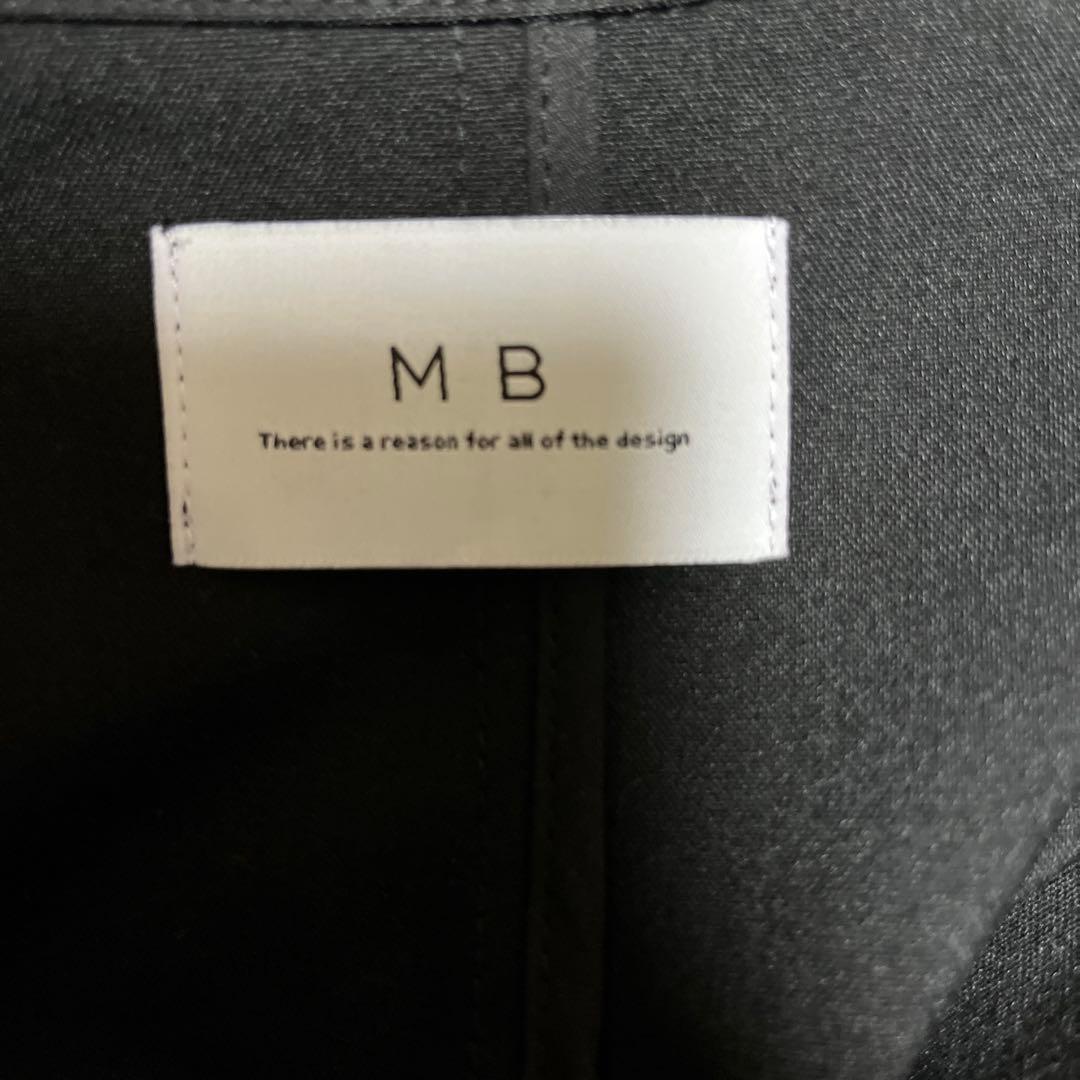 M B
There is a reason for all of the design